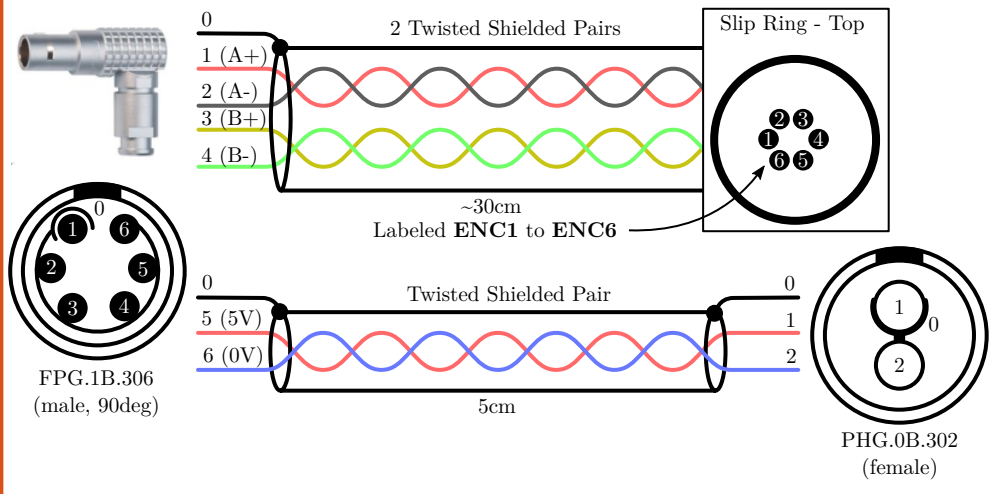 0
2 Twisted Shielded Pairs
Slip Ring - Top
1 (A+)
2 (A-)
3 (B+)
4 (B-)
2 3
1 4
6 5
~30cm
Labeled ENC1 to ENC6
0
1 6
2 5
3 4
FPG.1B.306
(male, 90deg)
0
Twisted Shielded Pair
0
5 (5V)
1
6 (0V)
2
5cm
1
0
2
PHG.0B.302
(female)